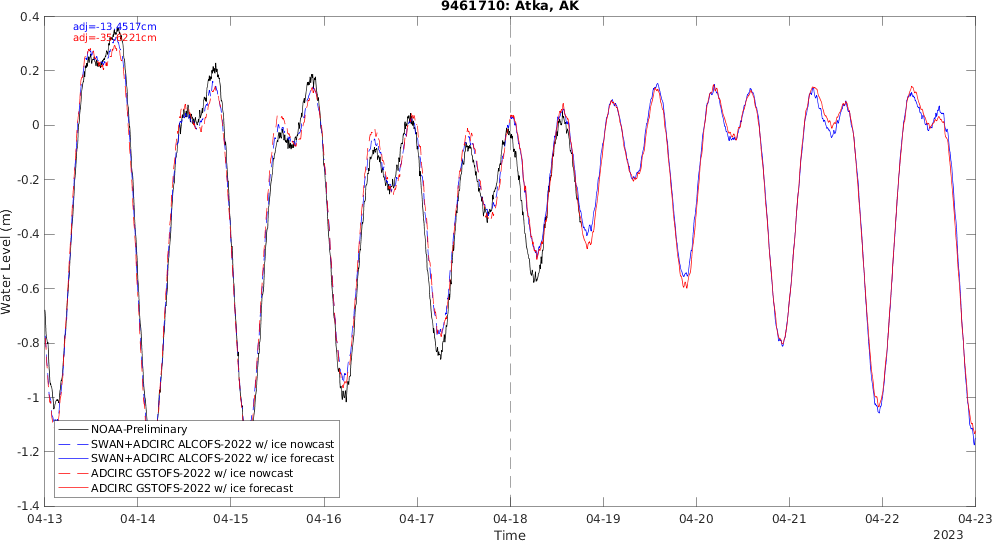 9461710: Atka, AK
adj=-13.4517cm
Water Level (m)
0.4
0.2
0
-0.2
-0.4
-0.6
-0.8
-1
-1.2
-1.4
NOAA-Preliminary
SWAN+ADCIRC ALCOFS-2022 w/ ice nowcast
SWAN+ADCIRC ALCOFS-2022 w/ ice forecast
ADCIRC GSTOFS-2022 w/ ice nowcast
ADCIRC GSTOFS-2022 w/ ice forecast
04-13 04-14 04-15 04-16 04-17 04-18 04-19 04-20 04-21 04-22 04-23
Time
2023